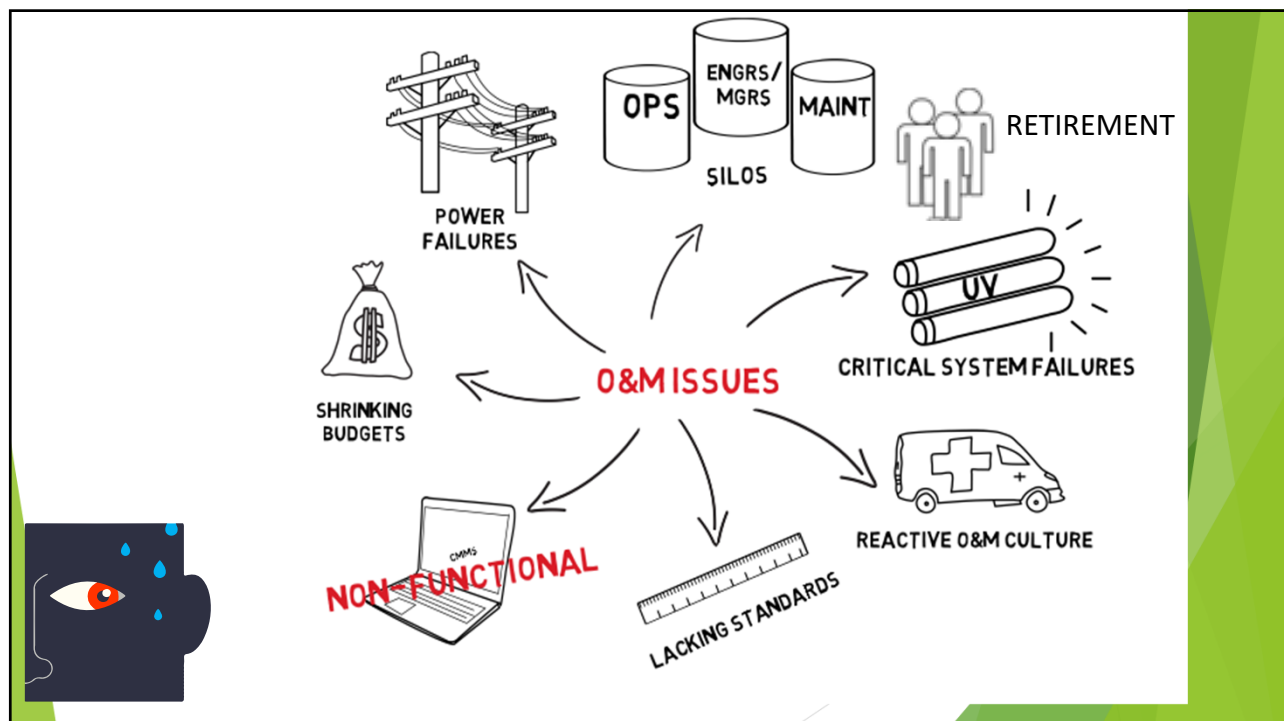 OPS
ENGRS/
MGRS
MAINT
SILOS
RETIREMENT
POWER
FAILURES
UV
CRITICAL SYSTEM FAILURES
O&M ISSUES
$
SHRINKING
BUDGETS
REACTIVE O&M CULTURE
CMMS
NON-FUNCTIONAL
LACKING STANDARDS